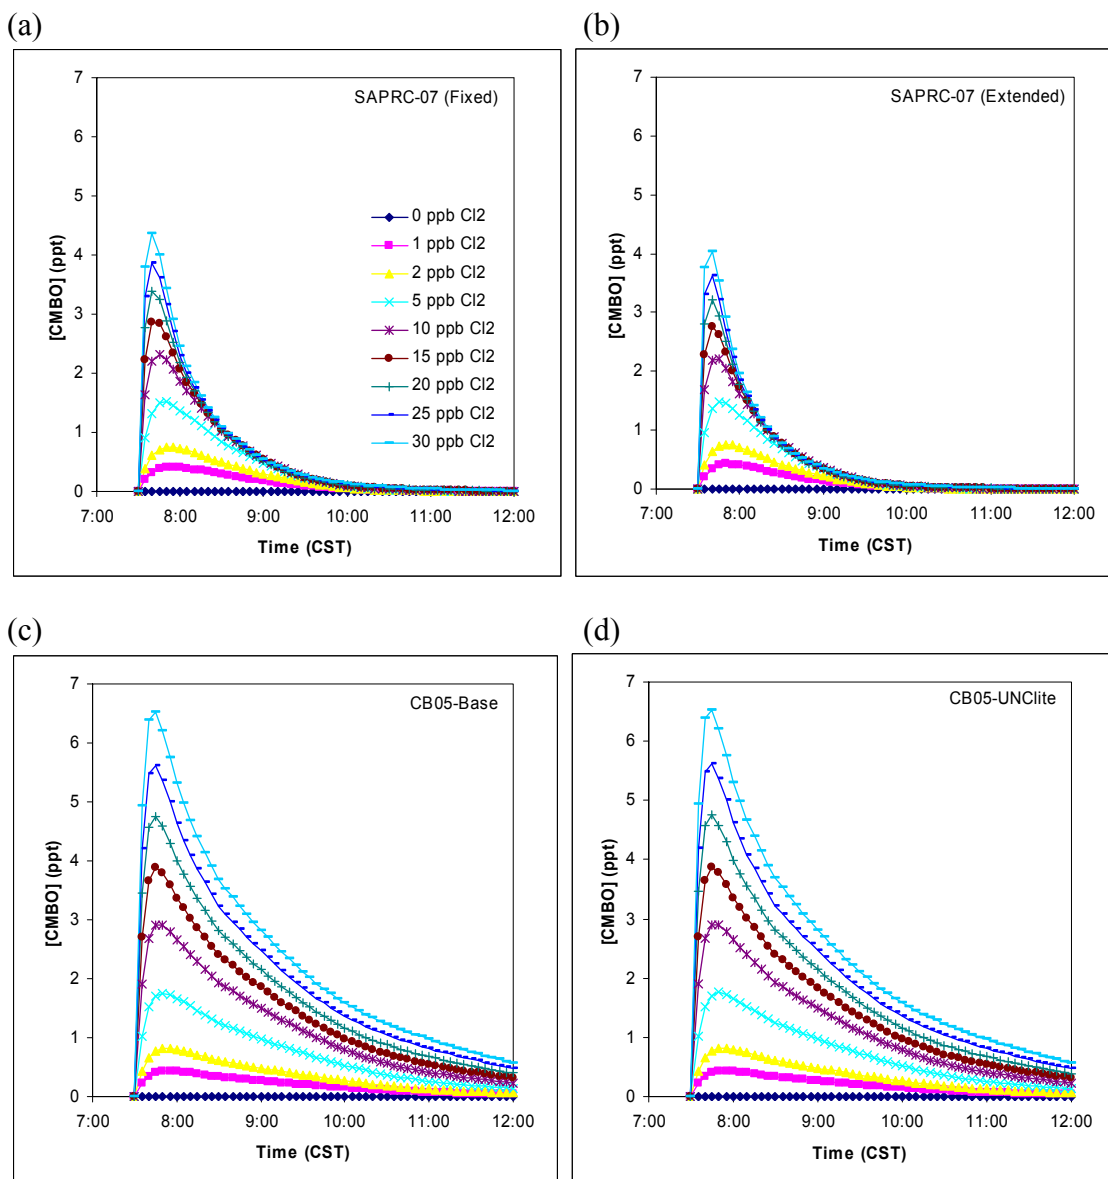 (a)
SAPRC-07 (Fixed)
7
6
5
4
3
2
1
0
[CMBO] (ppt)
0 ppb Cl2
1 ppb Cl2
2 ppb Cl2
5 ppb Cl2
10 ppb Cl2
15 ppb Cl2
20 ppb Cl2
25 ppb Cl2
30 ppb Cl2
7:00 8:00 9:00 10:00 11:00 12:00
Time (CST)
(b)
SAPRC-07 (Extended)
7
6
5
4
3
2
1
0
[CMBO] (ppt)
7:00 8:00 9:00 10:00 11:00 12:00
Time (CST)
(c)
CB05-Base
7
6
5
4
3
2
1
0
[CMBO] (ppt)
7:00 8:00 9:00 10:00 11:00 12:00
Time (CST)
(d)
CB05-UNClite
7
6
5
4
3
2
1
0
[CMBO] (ppt)
7:00 8:00 9:00 10:00 11:00 12:00
Time (CST)